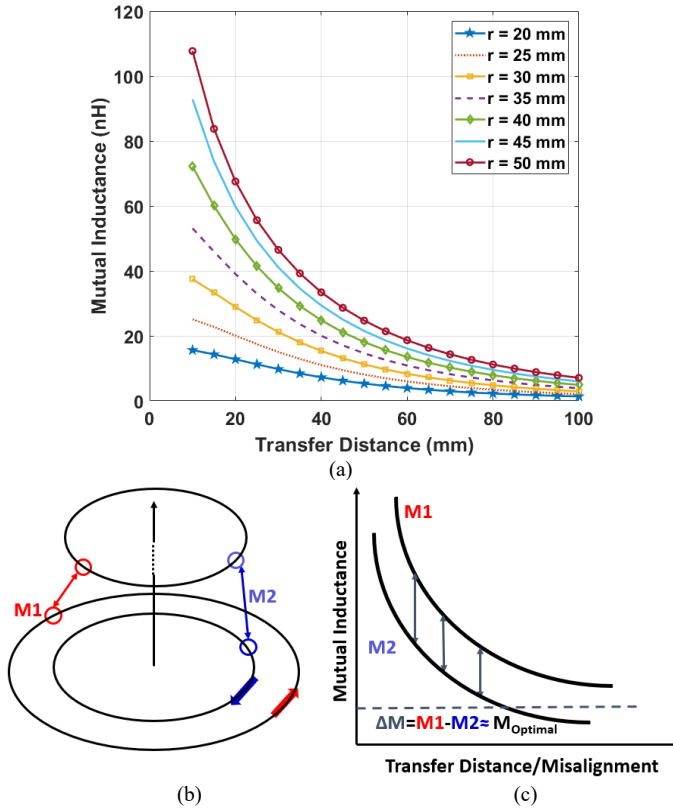 120
100
80
60
40
20
0
Mutual Inductance (nH)
r = 20 mm
r = 25 mm
r = 30 mm
r = 35 mm
r = 40 mm
r = 45 mm
r = 50 mm
0 20 40 60 80 100
Transfer Distance (mm)
(a)
M1
M2
(b)
Mutual Inductance
M1
M2
ΔM=M1-M2≈ MOptimal
Transfer Distance/Misalignment
(c)